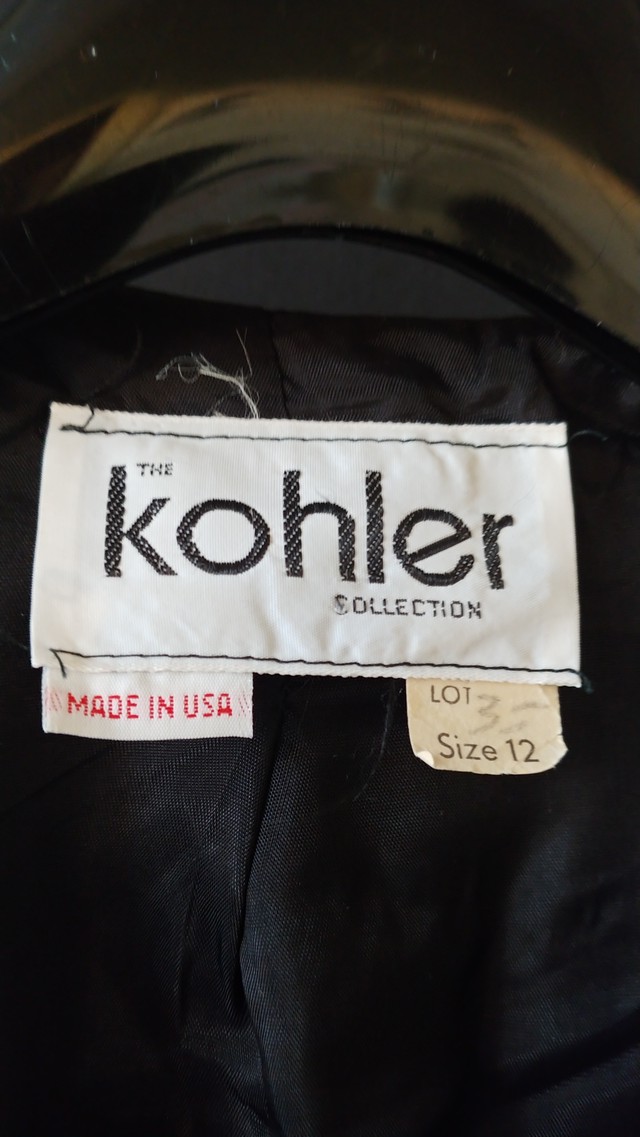 THE
kohler
COLLECTION
MADE IN USA
LOT
Size 12